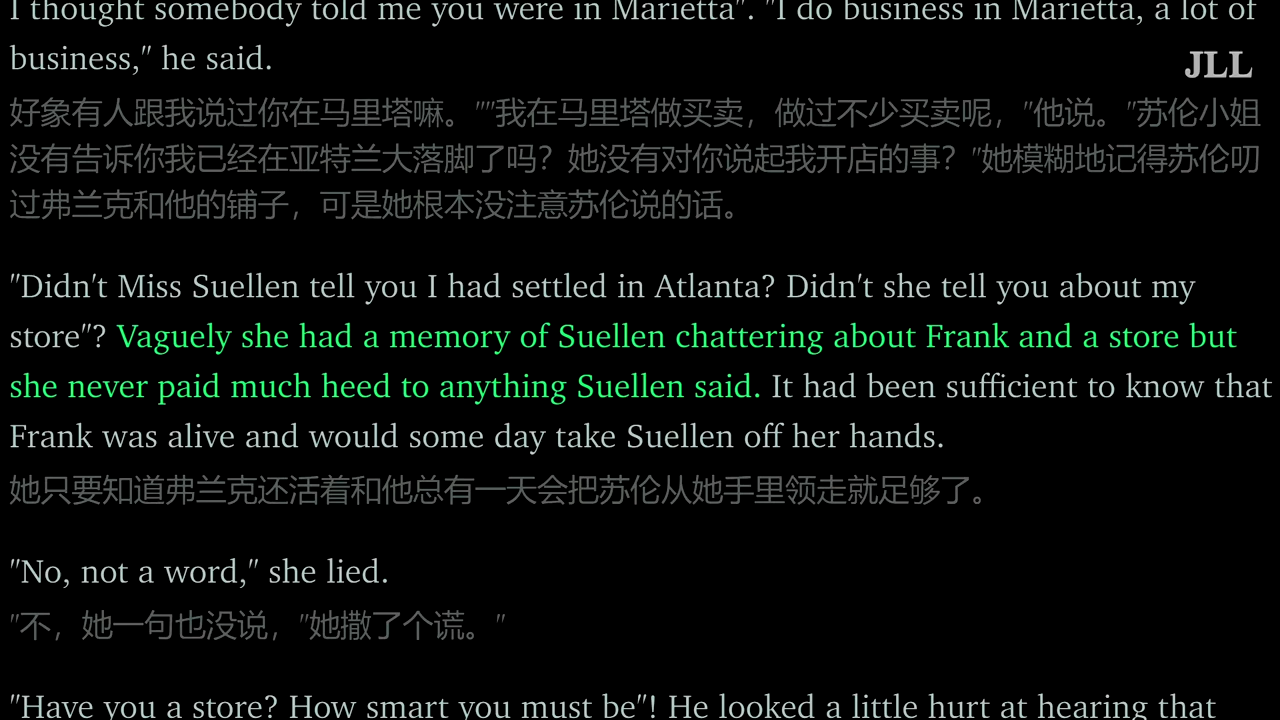 I thought somebody told me you were in Marietta". "I do business in Marietta, a lot of
business," he said.
JLL
好象有人跟我说过你在马里塔嘛。""我在马里塔做买卖，做过不少买卖呢，"他说。"苏伦小姐
没有告诉你我已经在亚特兰大落脚了吗？她没有对你说起我开店的事？"她模糊地记得苏伦叨
过弗兰克和他的铺子，可是她根本没注意苏伦说的话。
"Didn't Miss Suellen tell you I had settled in Atlanta? Didn't she tell you about my
store"? Vaguely she had a memory of Suellen chattering about Frank and a store but
she never paid much heed to anything Suellen said. It had been sufficient to know that
Frank was alive and would some day take Suellen off her hands.
她只要知道弗兰克还活着和他总有一天会把苏伦从她手里领走就足够了。
"No, not a word," she lied.
"不，她一句也没说，"她撒了个谎。"
"Have you a store? How smart you must be"! He looked a little hurt at hearing that